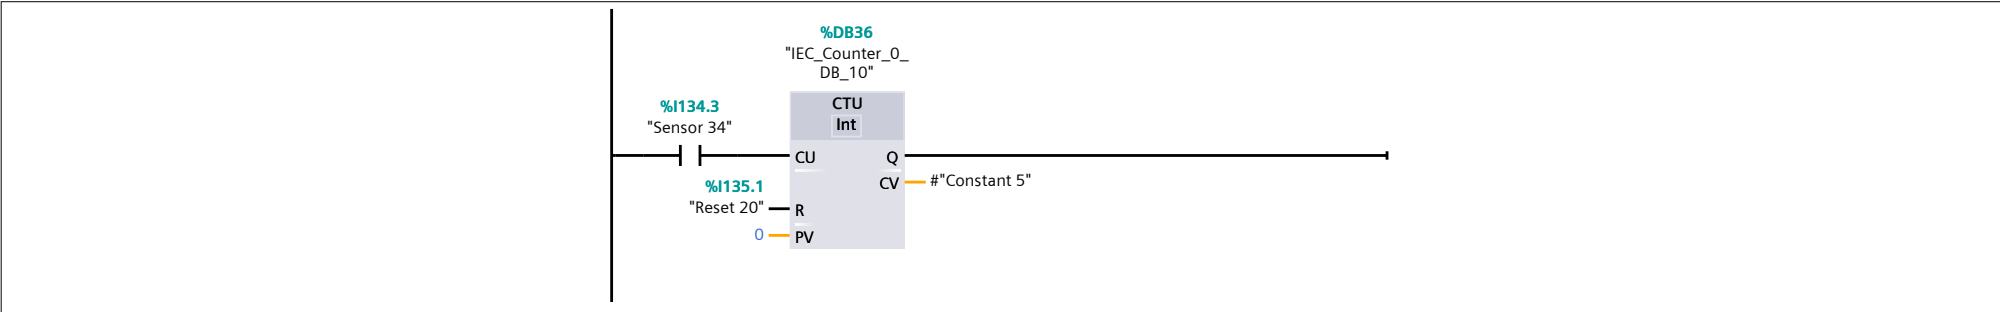 %DB36
"IEC_Counter_0_
DB_10"
CTU
Int
%I134.3
"Sensor 34"
CU
Q
CV
#"Constant 5"
%I135.1
"Reset 20"
R
0
PV